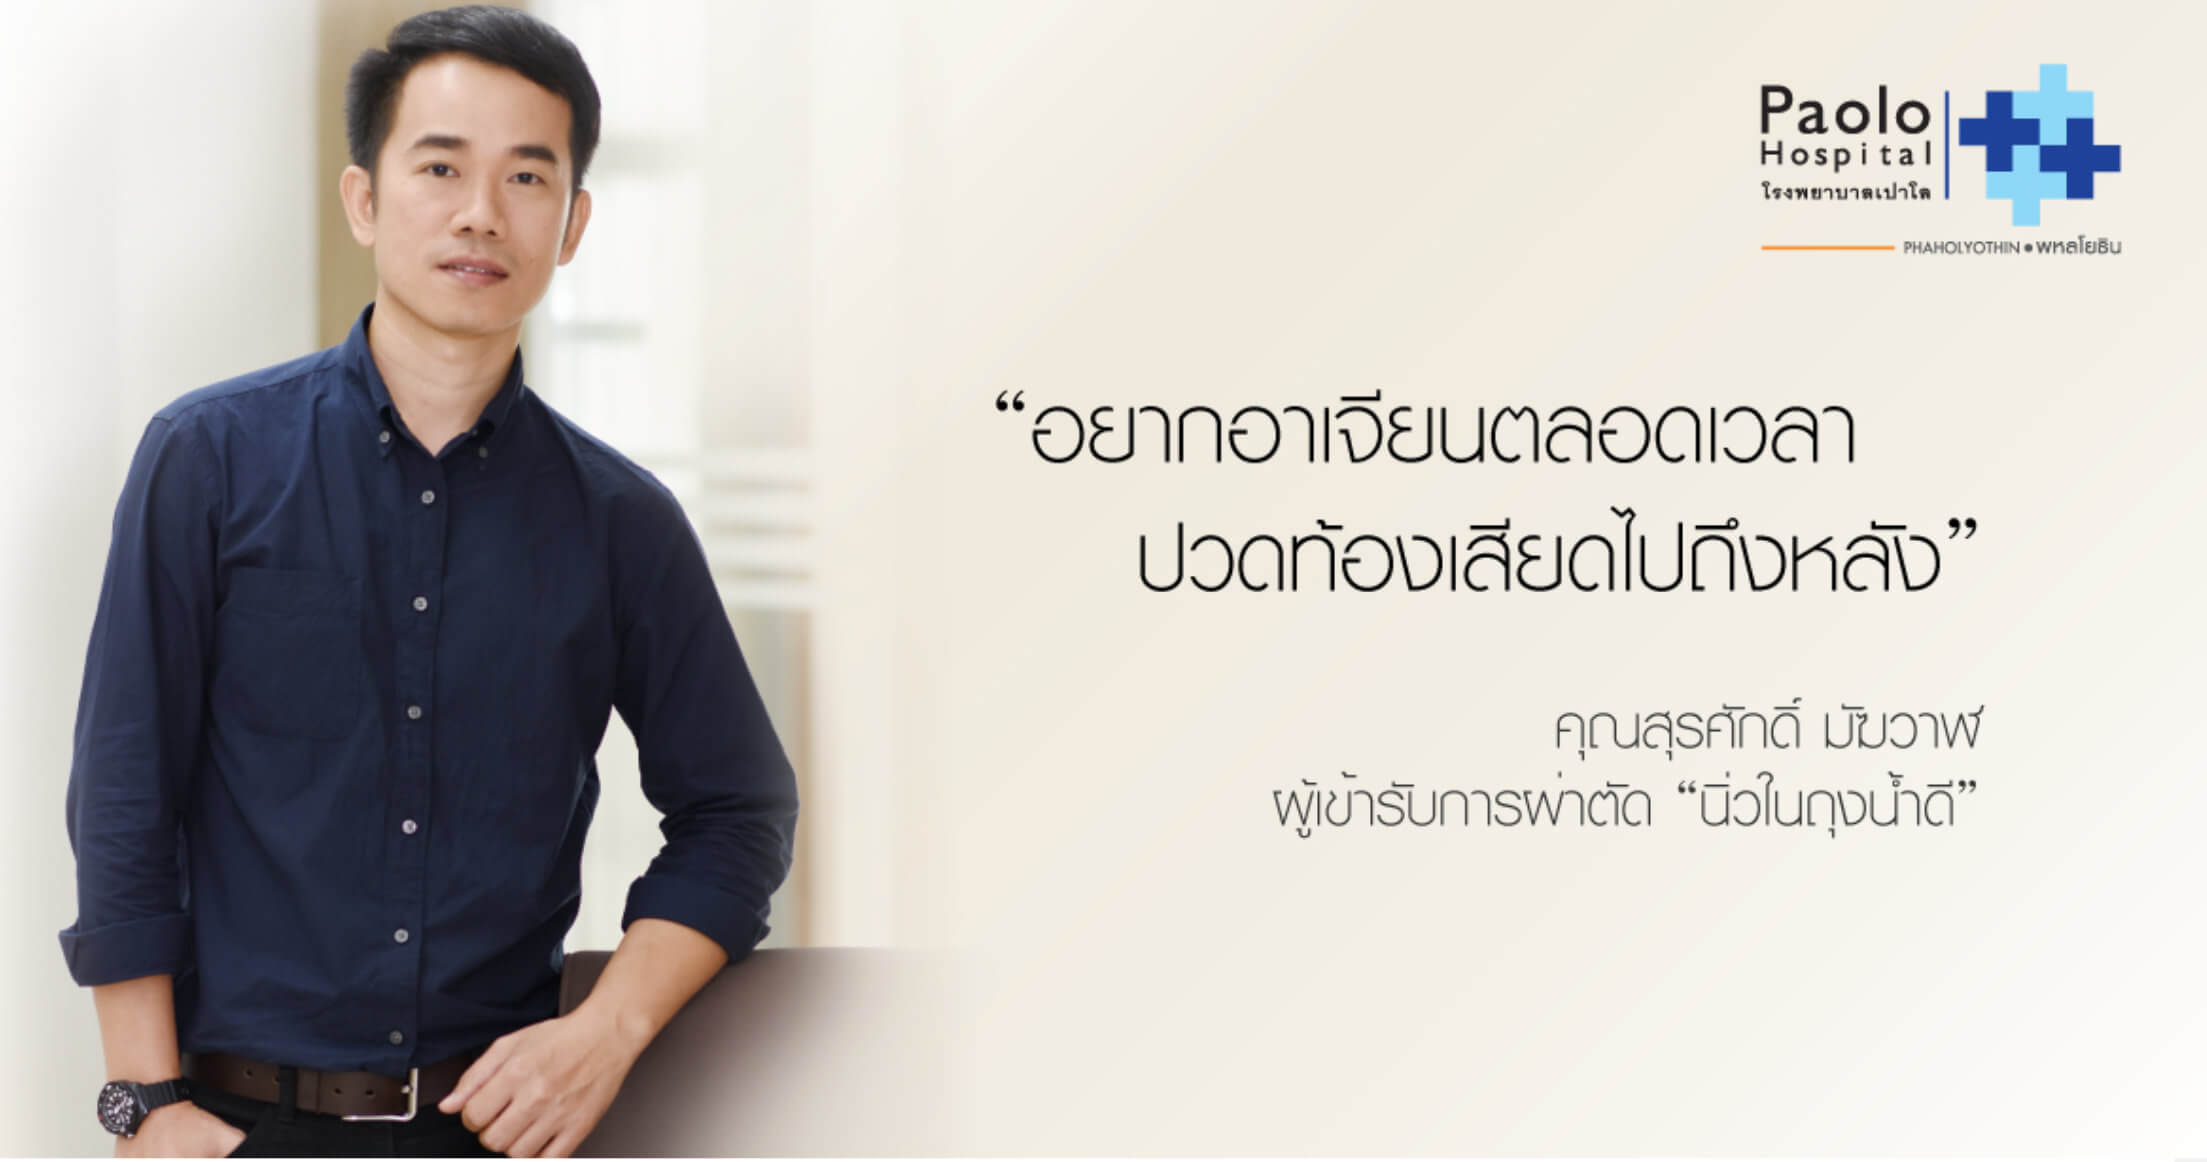 Paolo
Hospital
โรงพยาบาลเปาโล
PHAHOLYOTHIN • พหลโยธิน
“อยากอาเจียนตลอดเวลา
ปวดท้องเสียดไปถึงหลัง”
คุณสุรศักดิ์ มัฆวาฬ
ผู้เข้ารับการผ่าตัด “นิ่วในถุงน้ำดี”